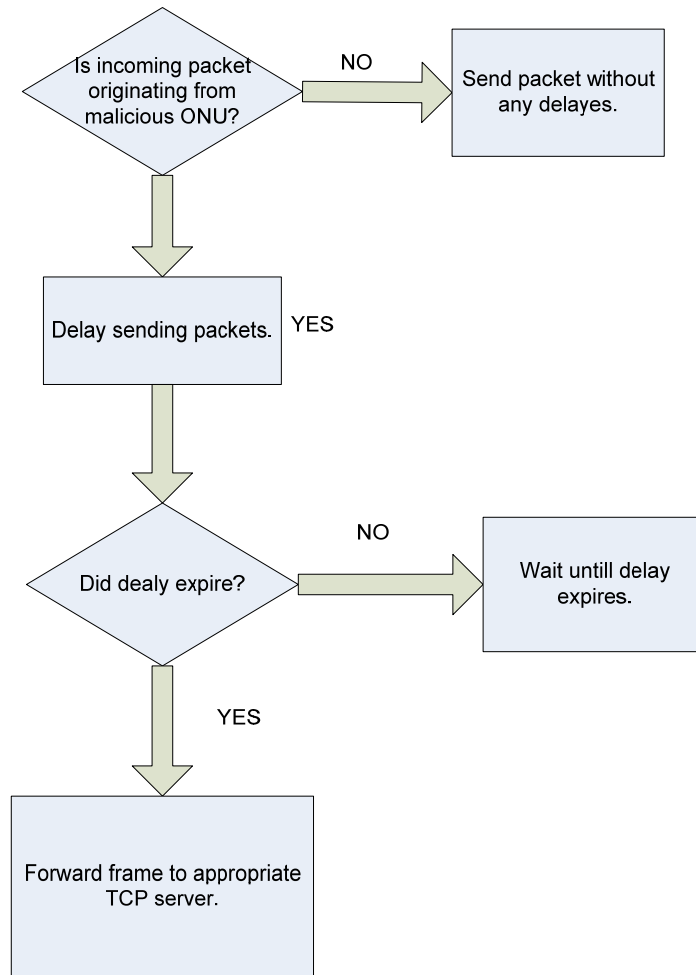 Is incoming packet
originating from
malicious ONU?
NO
Send packet without
any delayes.
Delay sending packets.
YES
Did dealy expire?
NO
Wait untill delay
expires.
YES
Forward frame to appropriate
TCP server.